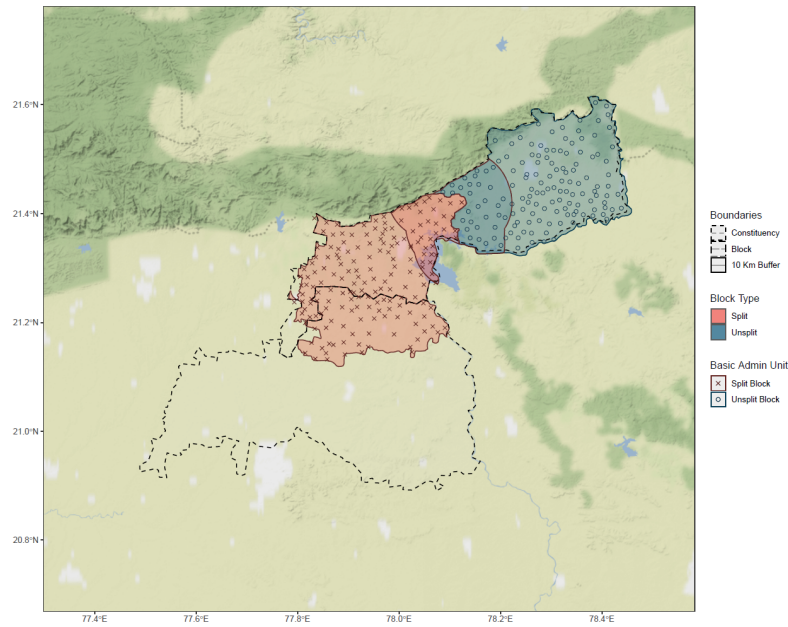 21.6°N
21.4°N
21.2°N
21.0°N
20.8°N
77.4°E
77.6°E
77.8°E
78.0°E
78.2°E
78.4°E
Boundaries
Constituency
Block
10 Km Buffer
Block Type
Split
Unsplit
Basic Admin Unit
Split Block
Unsplit Block